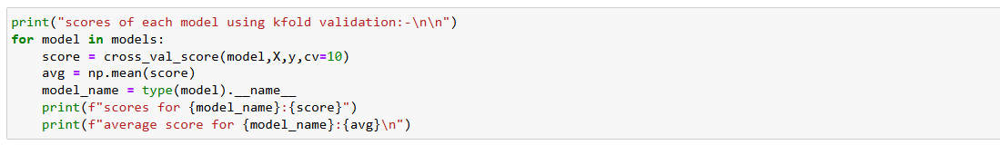 print("scores of each model using kfold validation:-\n\n")
for model in models:
    score = cross_val_score(model,X,y,cv=10)
    avg = np.mean(score)
    model_name = type(model).__name__
    print(f"scores for {model_name}:{score}")
    print(f"average score for {model_name}:{avg}\n")